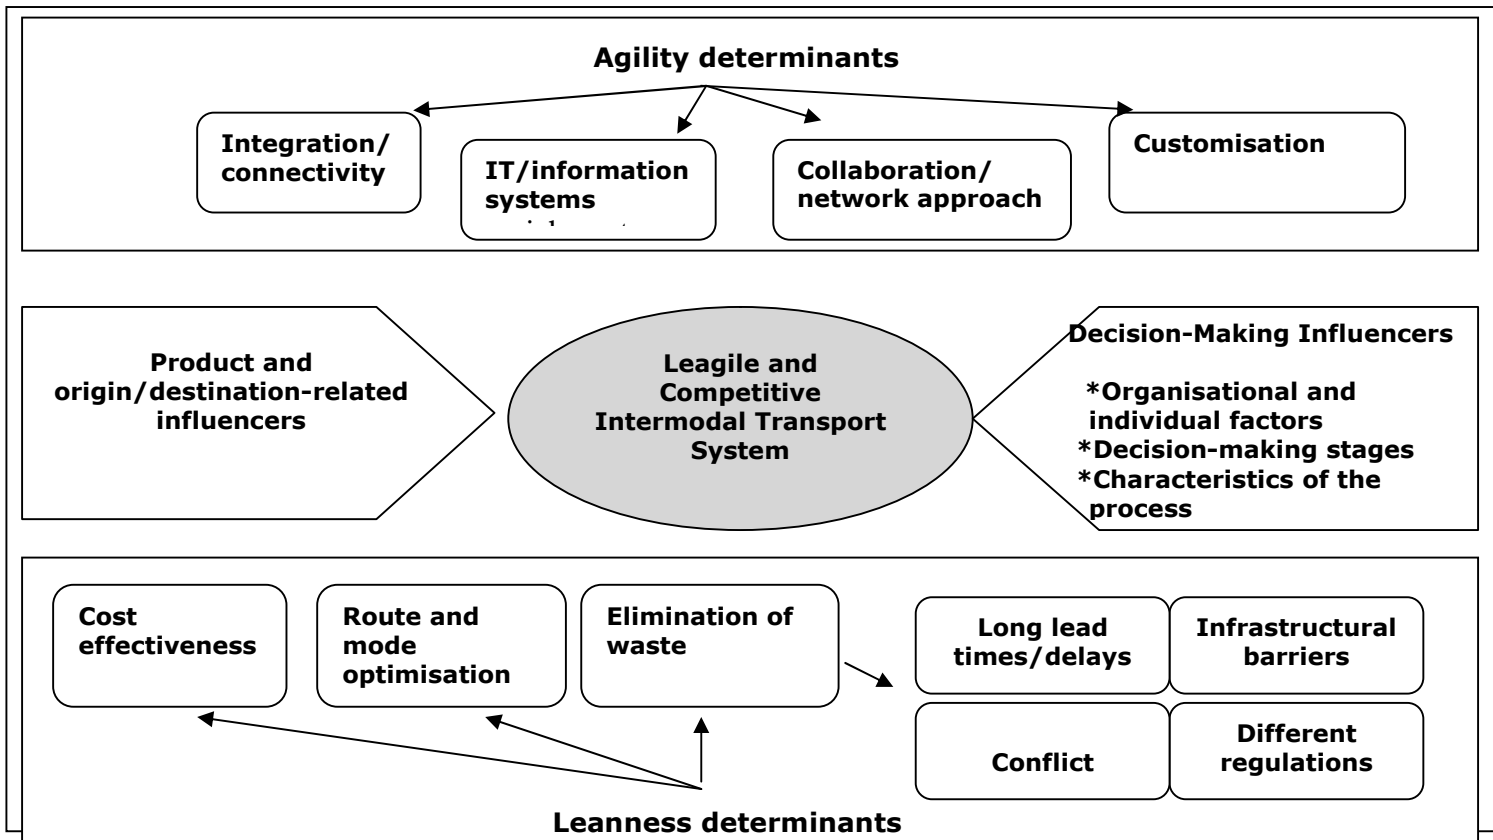 Agility determinants
Integration/
connectivity
IT/information
systems
Collaboration/
network approach
Customisation
Product and
origin/destination-related
influencers
Leagile and
Competitive
Intermodal Transport
System
Decision-Making Influencers
*Organisational and
individual factors
*Decision-making stages
*Characteristics of the
process
Cost
effectiveness
Route and
mode
optimisation
Elimination of
waste
Long lead
times/delays
Infrastructural
barriers
Conflict
Different
regulations
Leanness determinants